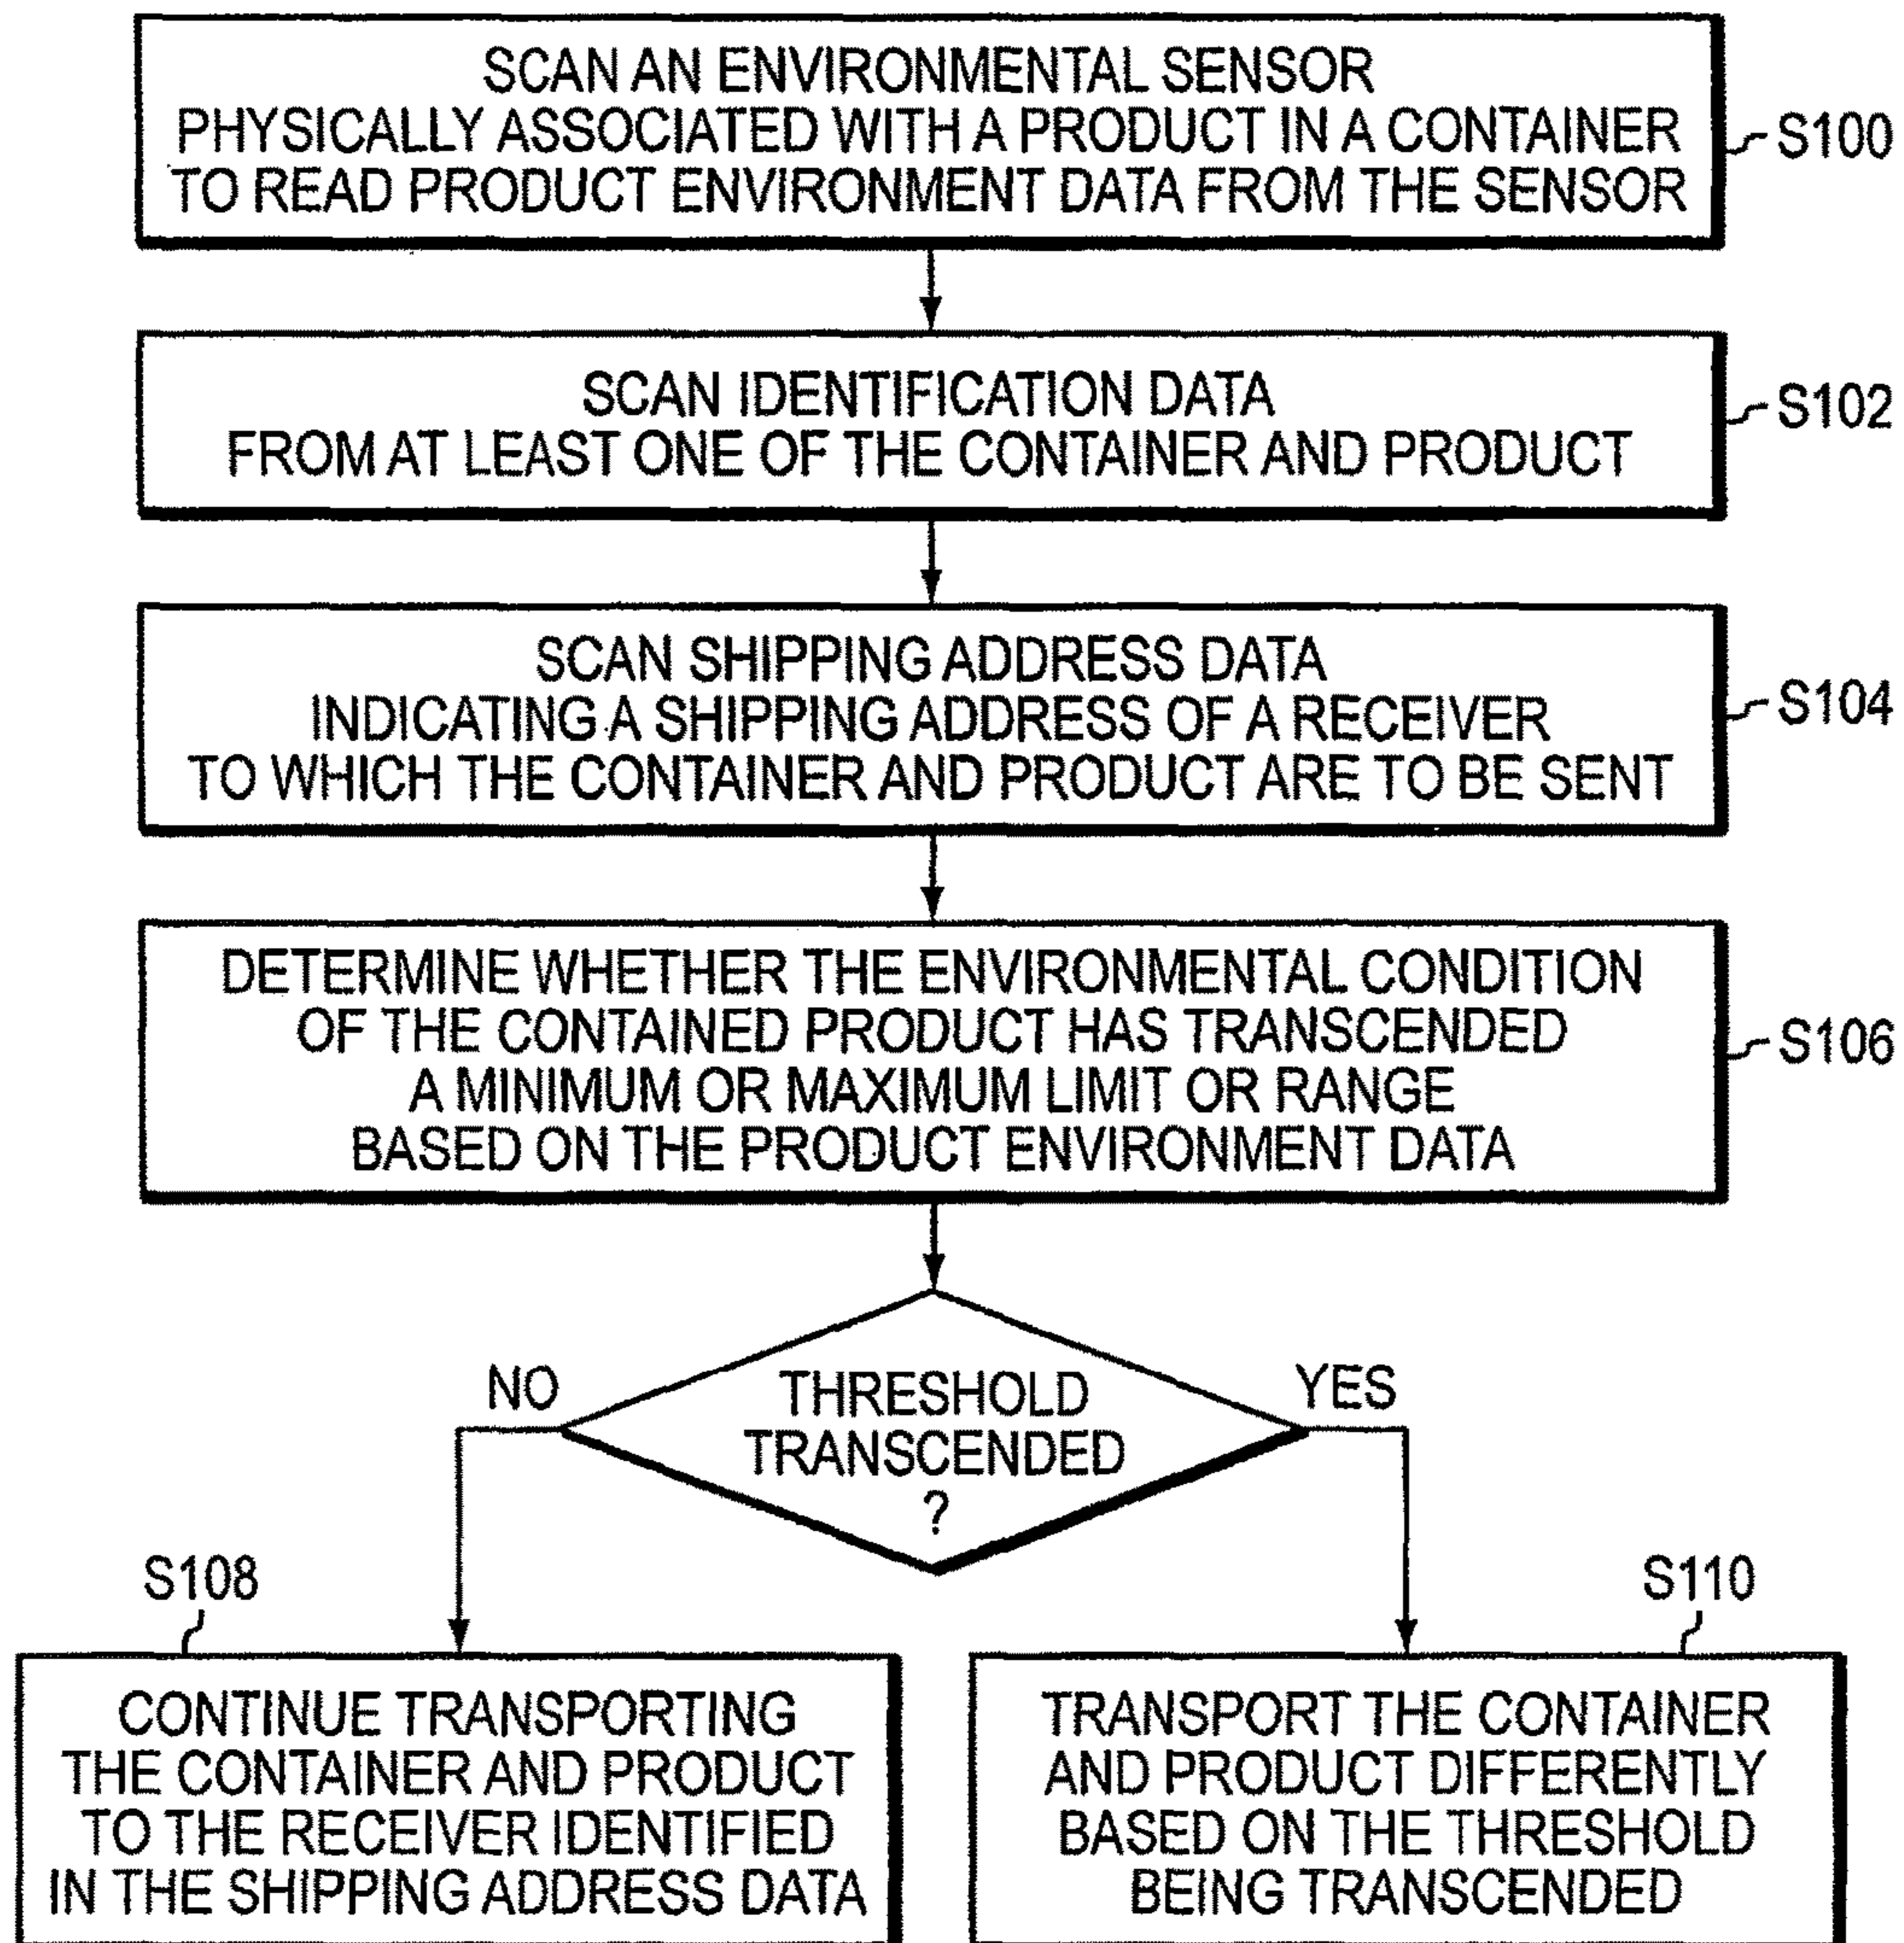 SCAN AN ENVIRONMENTAL SENSOR
PHYSICALLY ASSOCIATED WITH A PRODUCT IN A CONTAINER
TO READ PRODUCT ENVIRONMENT DATA FROM THE SENSOR
S100
SCAN IDENTIFICATION DATA
FROM AT LEAST ONE OF THE CONTAINER AND PRODUCT
S102
SCAN SHIPPING ADDRESS DATA
INDICATING A SHIPPING ADDRESS OF A RECEIVER
TO WHICH THE CONTAINER AND PRODUCT ARE TO BE SENT
S104
DETERMINE WHETHER THE ENVIRONMENTAL CONDITION
OF THE CONTAINED PRODUCT HAS TRANSCENDED
A MINIMUM OR MAXIMUM LIMIT OR RANGE
BASED ON THE PRODUCT ENVIRONMENT DATA
S106
NO
THRESHOLD
TRANSCENDED
?
YES
S108
CONTINUE TRANSPORTING
THE CONTAINER AND PRODUCT
TO THE RECEIVER IDENTIFIED
IN THE SHIPPING ADDRESS DATA
S110
TRANSPORT THE CONTAINER
AND PRODUCT DIFFERENTLY
BASED ON THE THRESHOLD
BEING TRANSCENDED